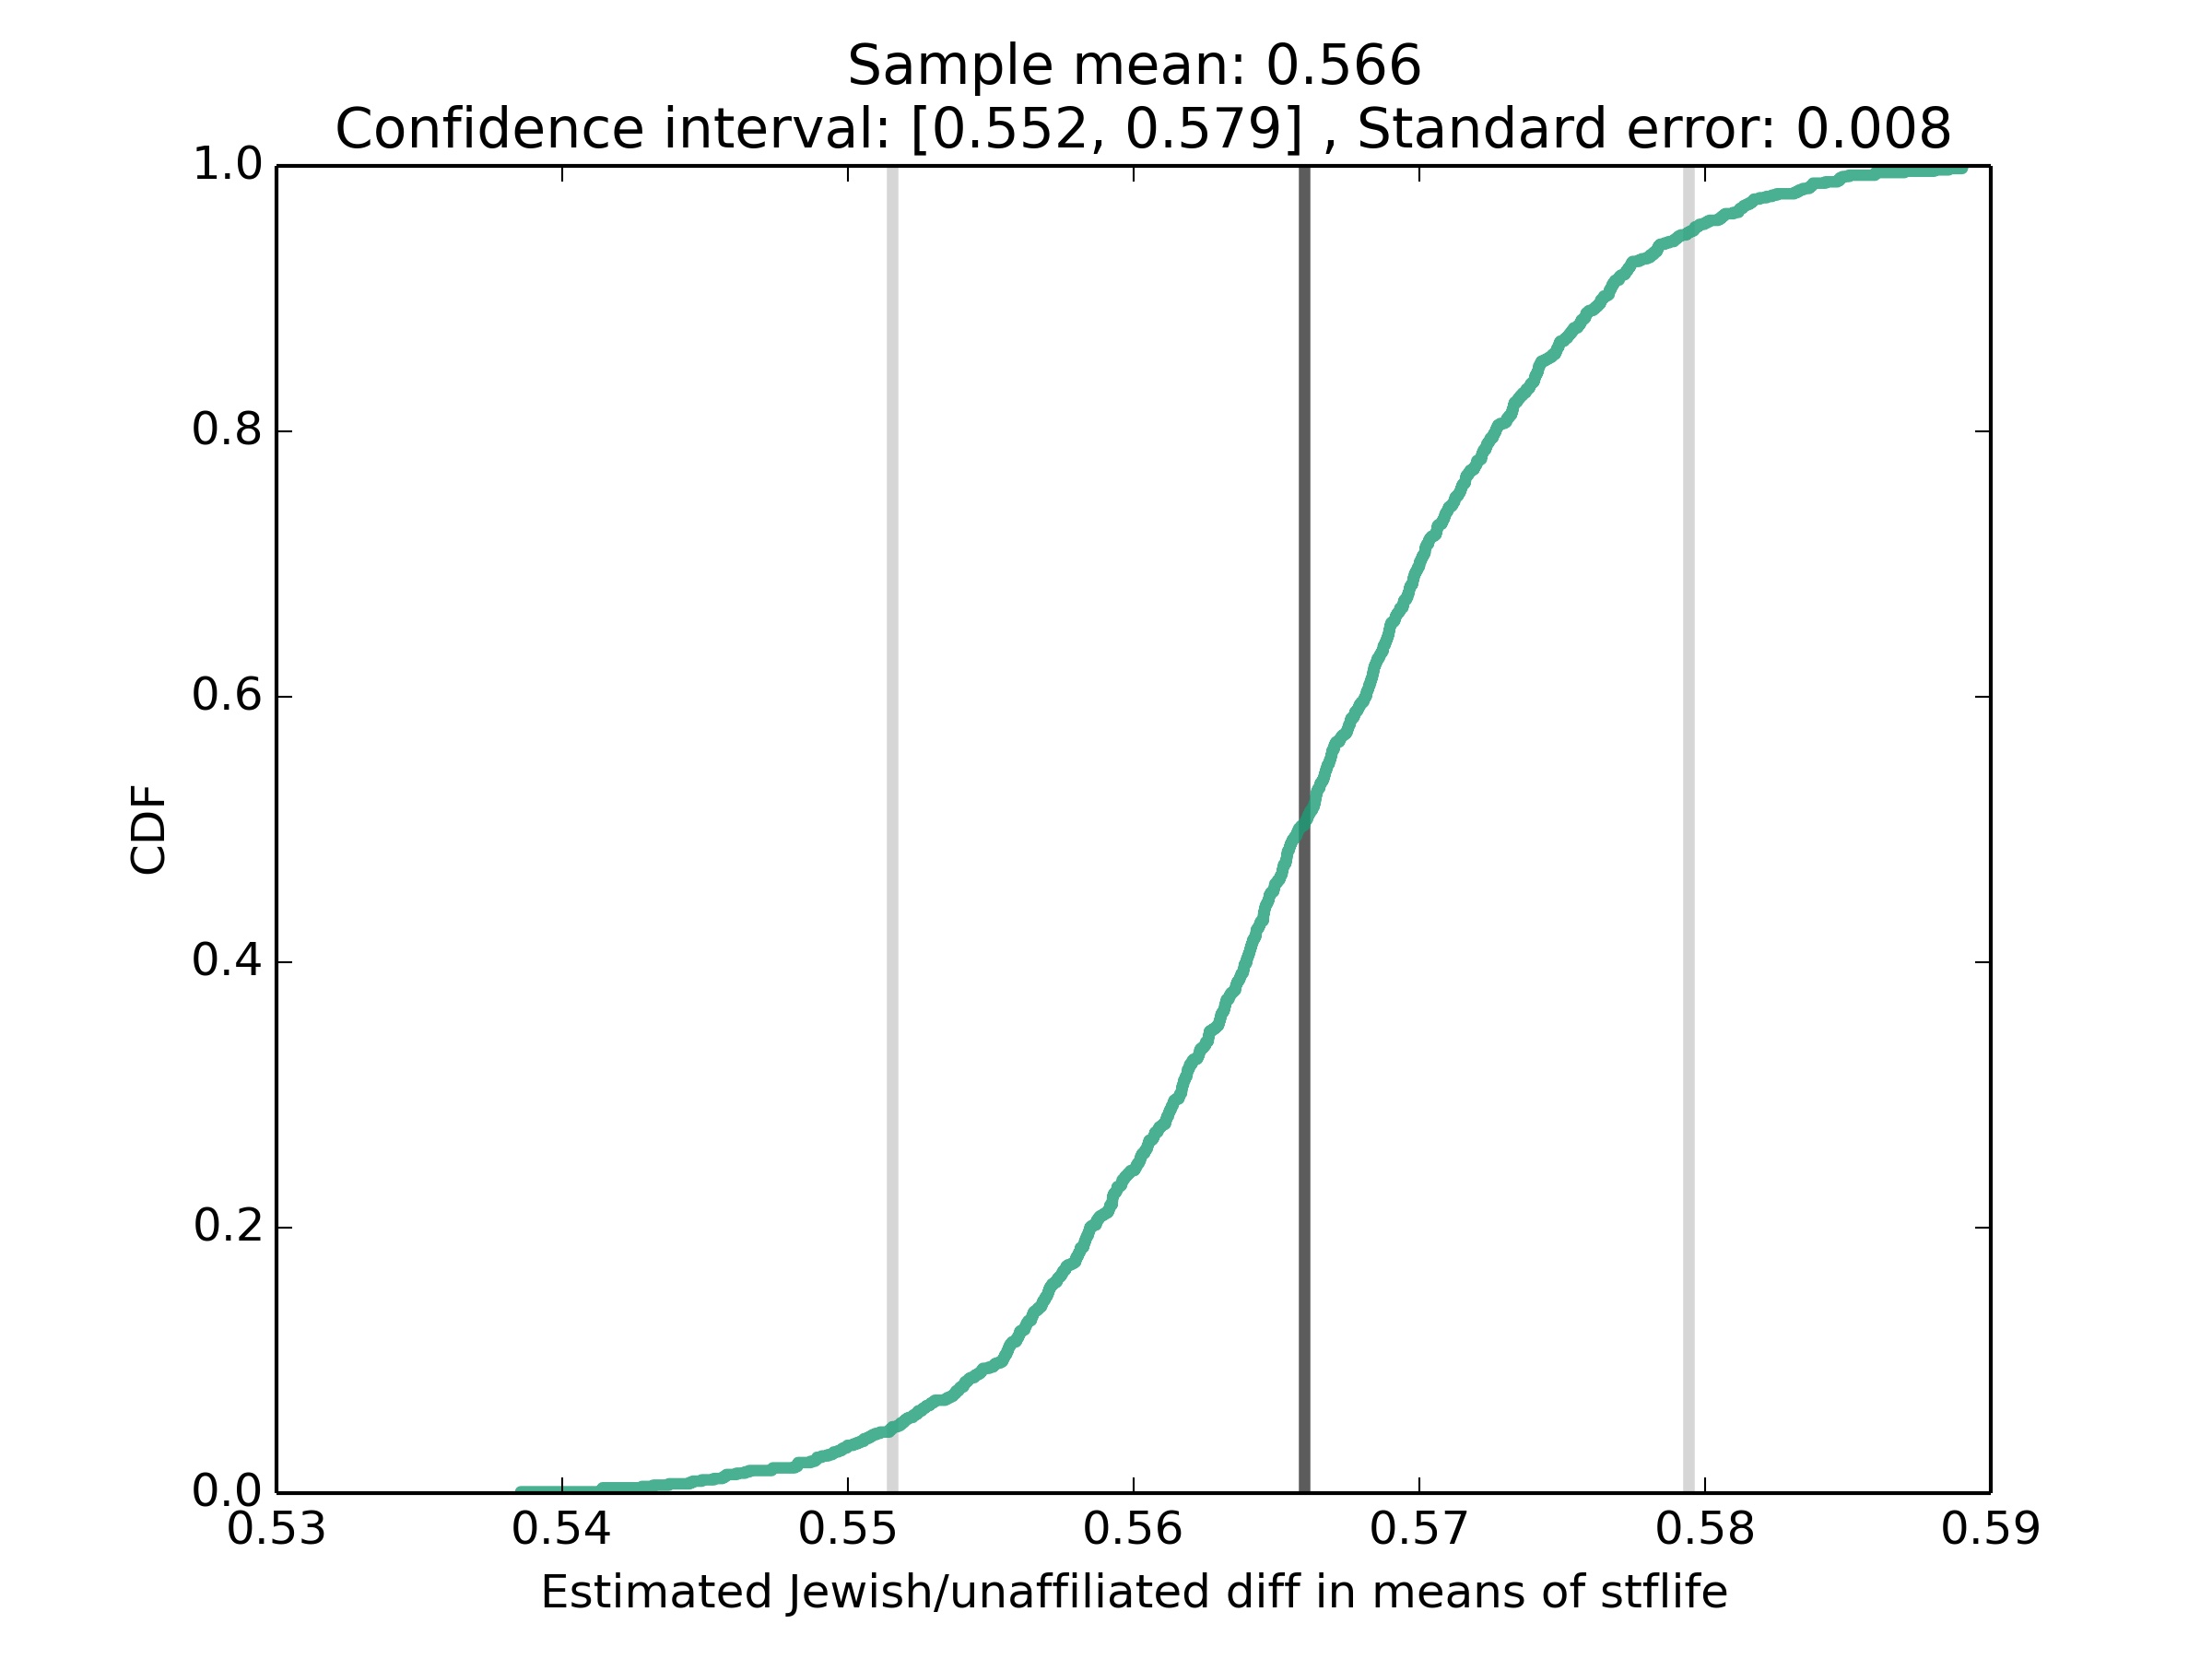 Sample mean: 0.566
Confidence interval: [0.552, 0.579] , Standard error: 0.008
1.0
0.8
0.6
0.4
0.2
0.0
CDF
0.53 0.54 0.55 0.56 0.57 0.58 0.59
Estimated Jewish/unaffiliated diff in means of stflife